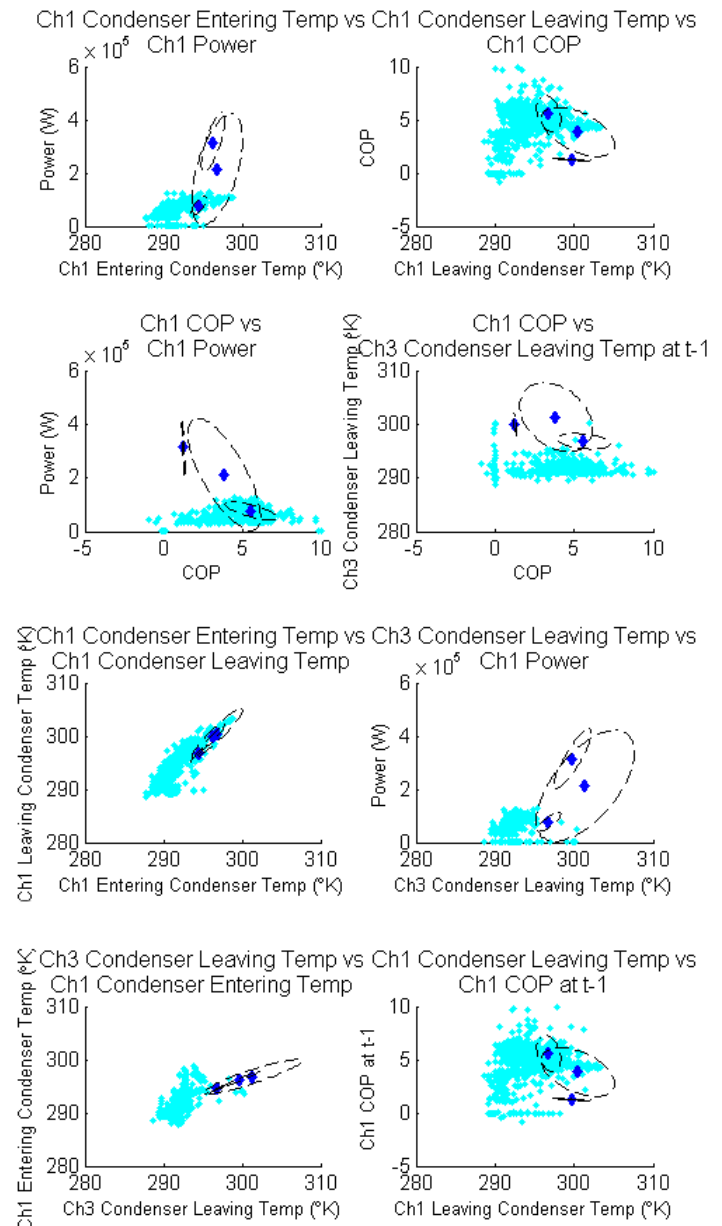 Ch1 Condenser Entering Temp vs
Ch1 Power
× 10⁵
6
4
2
0
280
290
300
310
Power (W)
Ch1 Entering Condenser Temp (°K)
Ch1 Condenser Leaving Temp vs
Ch1 COP
10
5
0
-5
280
290
300
310
COP
Ch1 Leaving Condenser Temp (°K)
Ch1 COP vs
Ch1 Power
× 10⁵
6
4
2
0
-5
0
5
10
Power (W)
COP
Ch1 COP vs
Ch3 Condenser Leaving Temp at t-1
310
300
290
280
-5
0
5
10
Ch3 Condenser Leaving Temp (°K)
COP
Ch1 Condenser Entering Temp vs
Ch1 Condenser Leaving Temp
310
300
290
280
280
290
300
310
Ch1 Leaving Condenser Temp (°K)
Ch1 Entering Condenser Temp (°K)
Ch3 Condenser Leaving Temp vs
Ch1 Power
× 10⁵
6
4
2
0
280
290
300
310
Power (W)
Ch3 Condenser Leaving Temp (°K)
Ch3 Condenser Leaving Temp vs
Ch1 Condenser Entering Temp
310
300
290
280
280
290
300
310
Ch1 Entering Condenser Temp (°K)
Ch3 Condenser Leaving Temp (°K)
Ch1 Condenser Leaving Temp vs
Ch1 COP at t-1
10
5
0
-5
280
290
300
310
Ch1 COP at t-1
Ch1 Leaving Condenser Temp (°K)